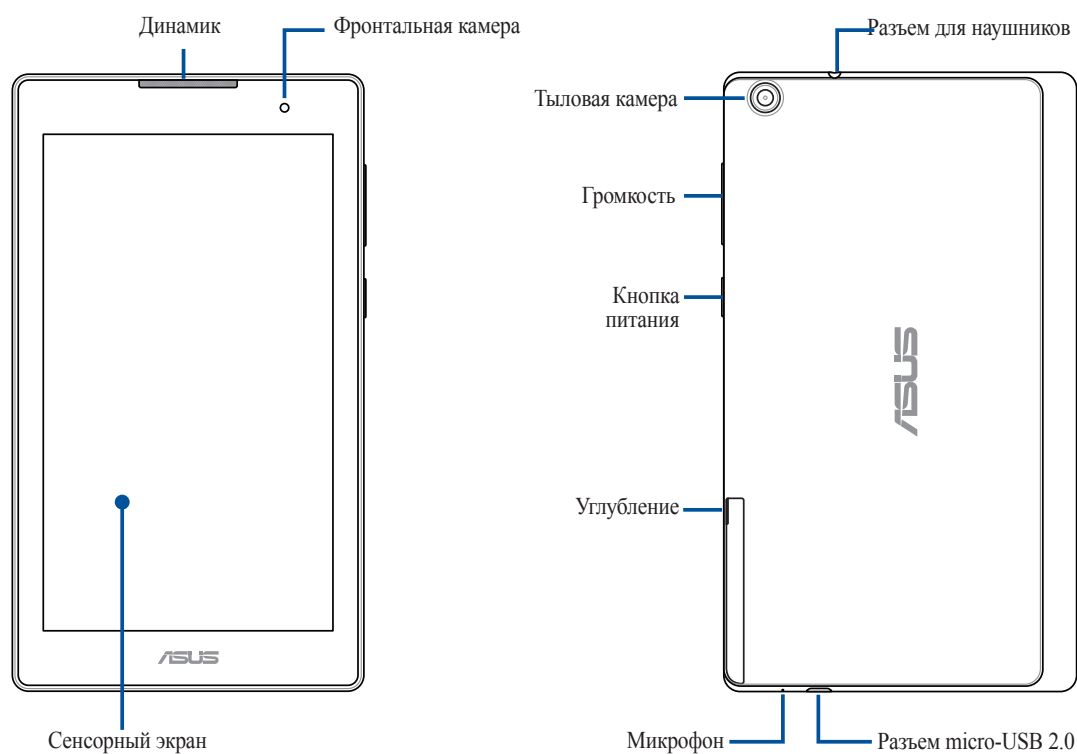 Динамик
Фронтальная камера
Разъем для наушников
Тыловая камера
Громкость
Кнопка
питания
ASUS
Углубление
ASUS
Сенсорный экран
Микрофон
Разъем micro-USB 2.0